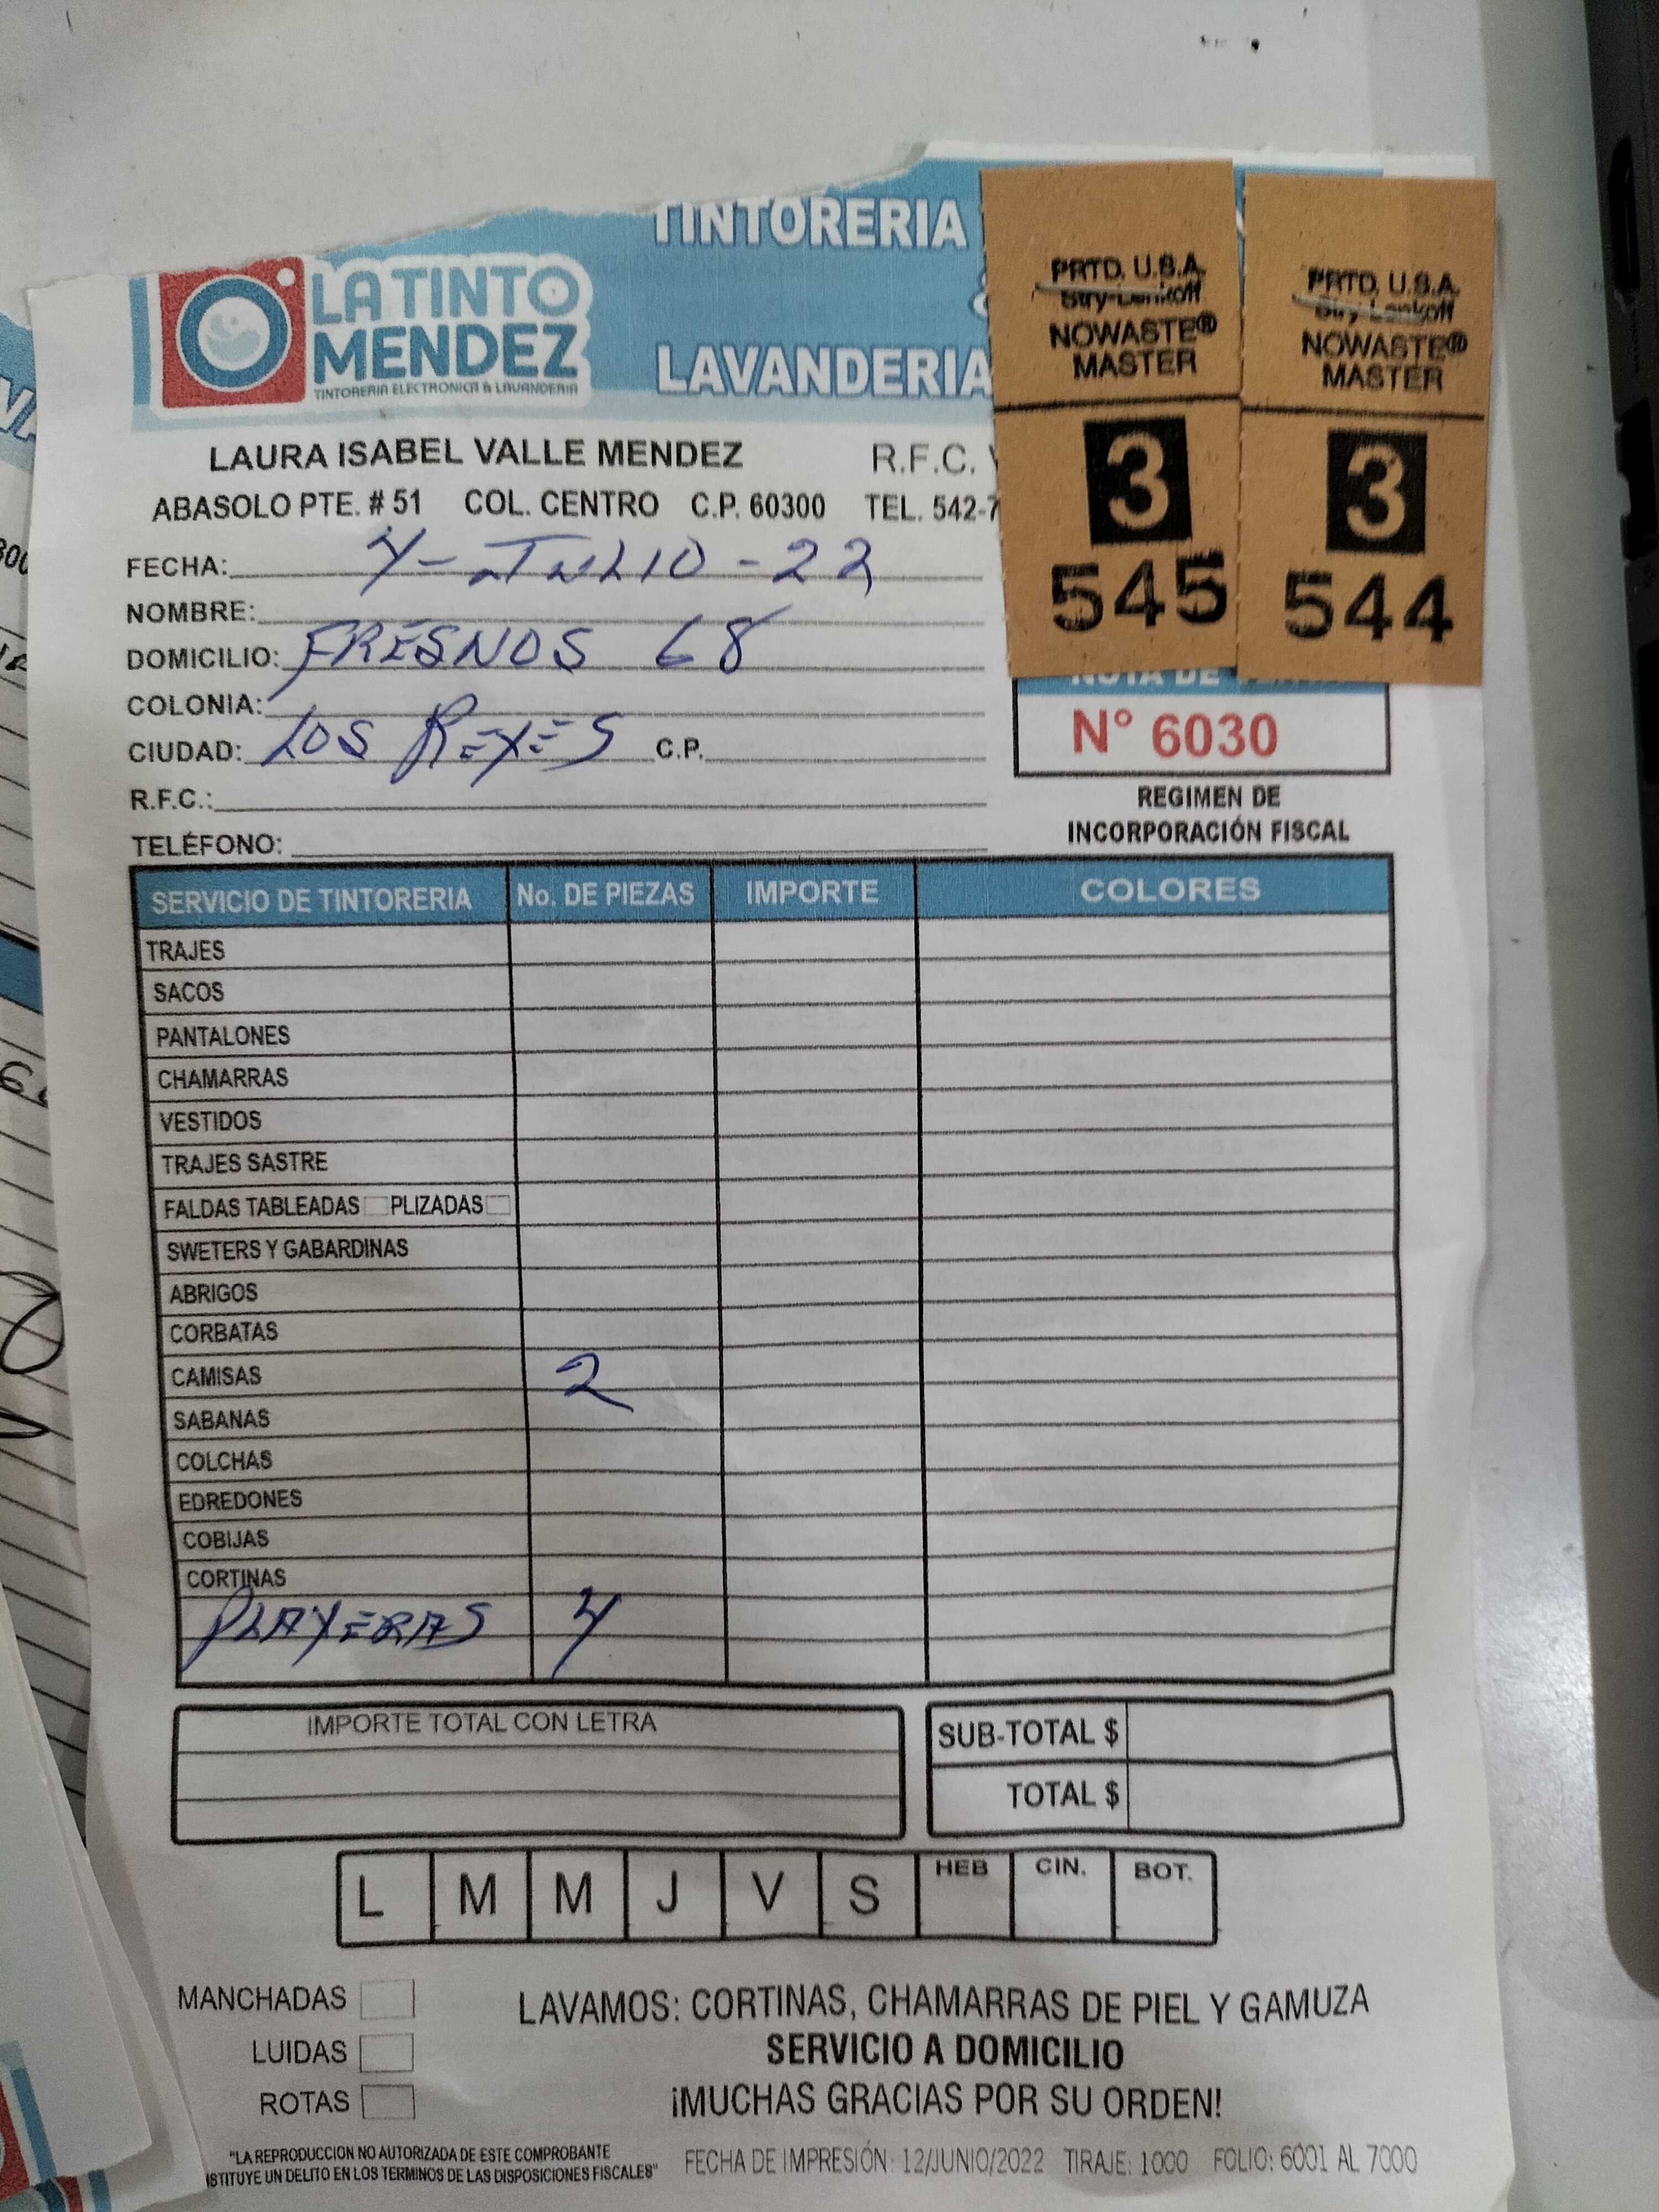 TINTORERIA
LA TINTO
MENDEZ
TINTORERIA ELECTRONICA & LAVANDERIA
LAVANDERIA
PRTD. U.S.A.
Stry-Lenkoff
NOWASTE®
MASTER
3
545
PRTD. U.S.A.
Stry-Lenkoff
NOWASTE®
MASTER
3
544
LAURA ISABEL VALLE MENDEZ R.F.C.
ABASOLO PTE. # 51 COL. CENTRO C.P. 60300 TEL. 542-7
FECHA: 4-JULIO-22
NOMBRE:
DOMICILIO: FRESNOS 68
COLONIA:
CIUDAD: LOS REYES C.P.
R.F.C.:
TELÉFONO:
NOTA DE
N° 6030
REGIMEN DE
INCORPORACIÓN FISCAL
SERVICIO DE TINTORERIA No. DE PIEZAS IMPORTE COLORES
TRAJES
SACOS
PANTALONES
CHAMARRAS
VESTIDOS
TRAJES SASTRE
FALDAS TABLEADAS PLIZADAS
SWETERS Y GABARDINAS
ABRIGOS
CORBATAS
CAMISAS 2
SABANAS
COLCHAS
EDREDONES
COBIJAS
CORTINAS
PLAYERAS 4
IMPORTE TOTAL CON LETRA
SUB-TOTAL $
TOTAL $
L M M J V S HEB CIN. BOT.
MANCHADAS
LUIDAS
ROTAS
LAVAMOS: CORTINAS, CHAMARRAS DE PIEL Y GAMUZA
SERVICIO A DOMICILIO
¡MUCHAS GRACIAS POR SU ORDEN!
"LA REPRODUCCION NO AUTORIZADA DE ESTE COMPROBANTE
STITUYE UN DELITO EN LOS TERMINOS DE LAS DISPOSICIONES FISCALES"
FECHA DE IMPRESIÓN: 12/JUNIO/2022 TIRAJE: 1000 FOLIO: 6001 AL 7000